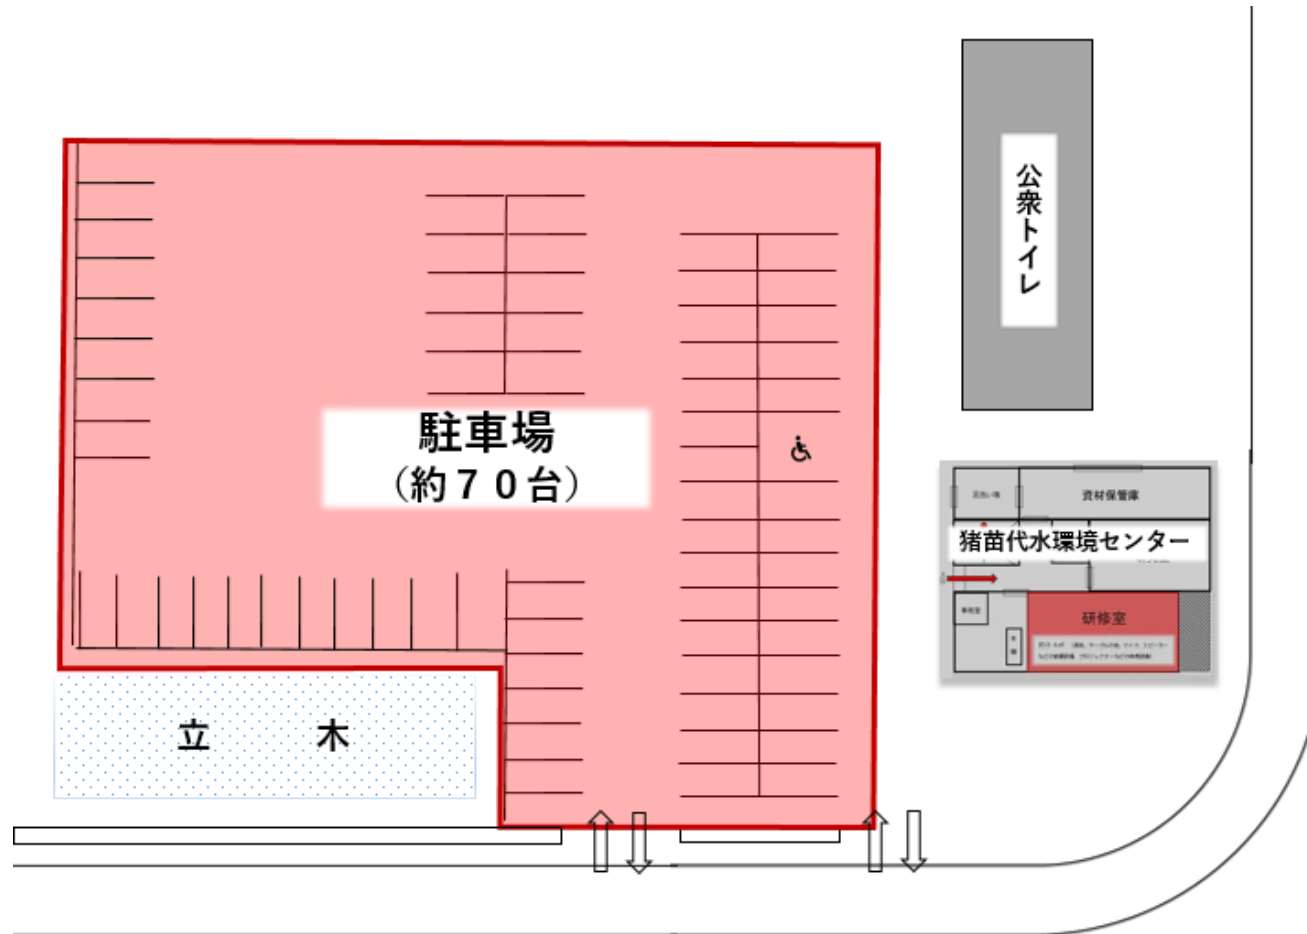 公衆トイレ
駐車場
（約７０台）
資材保管庫
猪苗代水環境センター
研修室
立　木